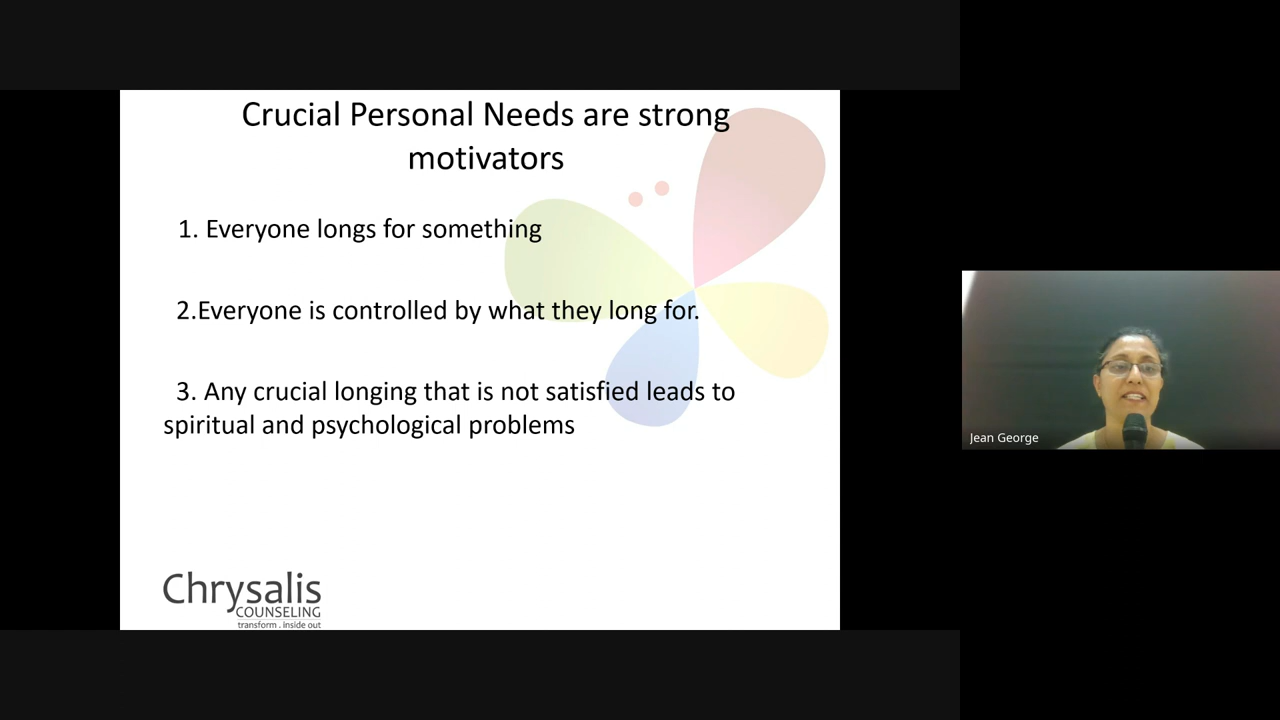 Crucial Personal Needs are strong
motivators
1. Everyone longs for something
2.Everyone is controlled by what they long for.
3. Any crucial longing that is not satisfied leads to
spiritual and psychological problems
Chrysalis
COUNSELING
transform . inside out
Jean George